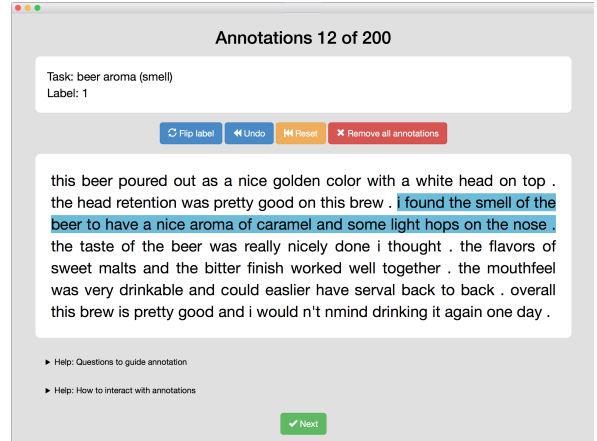 Annotations 12 of 200
Task: beer aroma (smell)
Label: 1
Flip label Undo Reset Remove all annotations
this beer poured out as a nice golden color with a white head on top .
the head retention was pretty good on this brew . i found the smell of the
beer to have a nice aroma of caramel and some light hops on the nose .
the taste of the beer was really nicely done i thought . the flavors of
sweet malts and the bitter finish worked well together . the mouthfeel
was very drinkable and could easlier have serval back to back . overall
this brew is pretty good and i would n't nmind drinking it again one day .
Help: Questions to guide annotation
Help: How to interact with annotations
Next